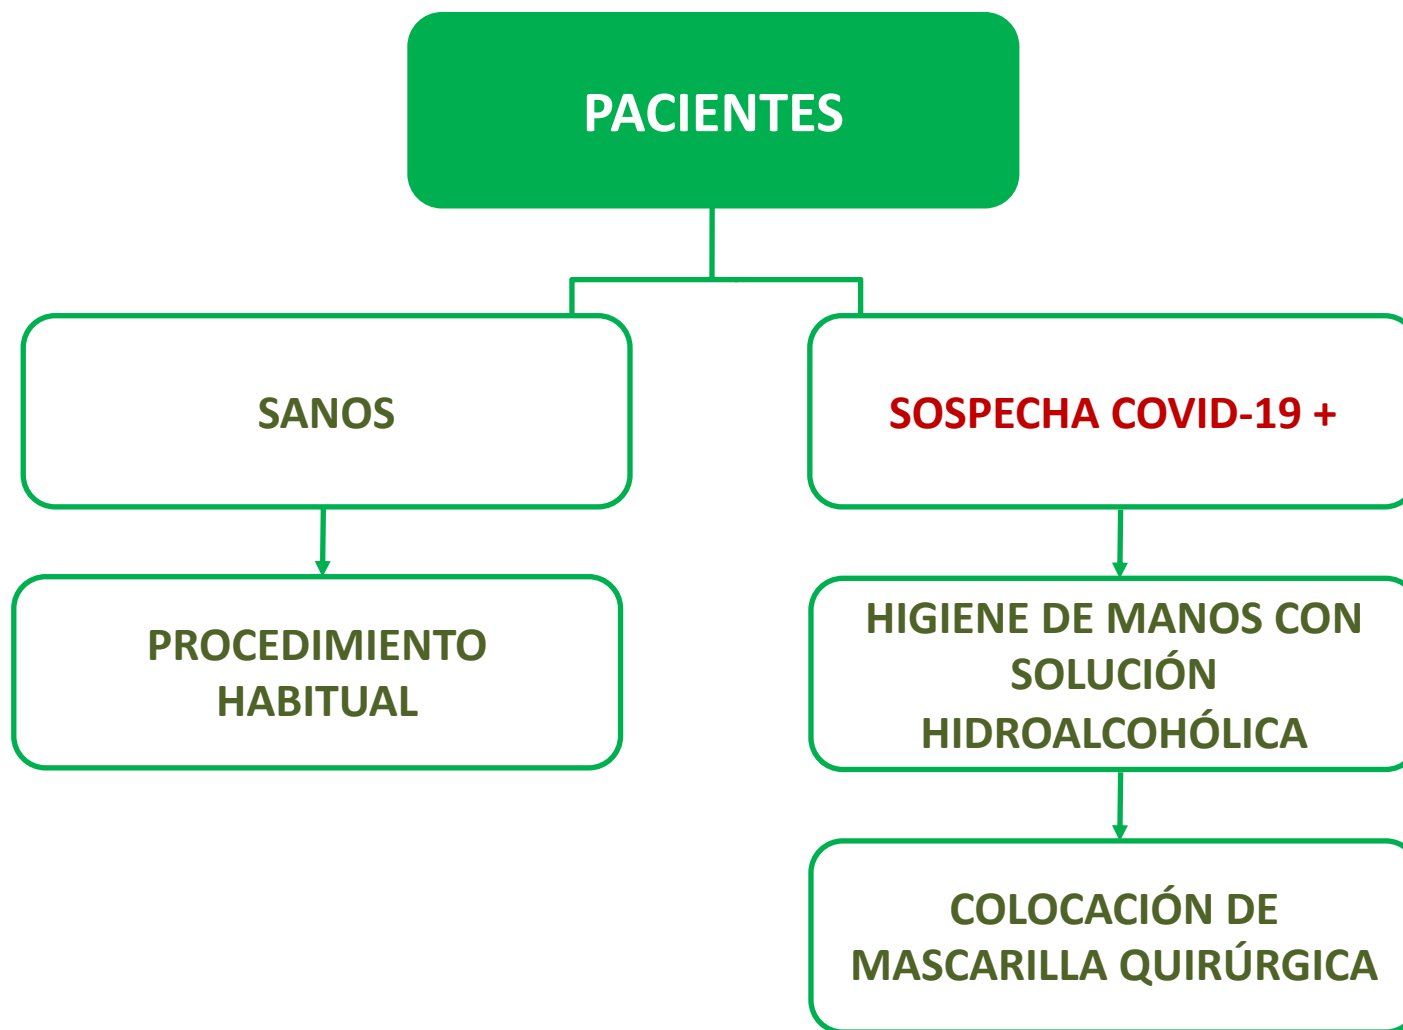 PACIENTES
SANOS
SOSPECHA COVID-19 +
PROCEDIMIENTO
HABITUAL
HIGIENE DE MANOS CON
SOLUCIÓN
HIDROALCOHÓLICA
COLOCACIÓN DE
MASCARILLA QUIRÚRGICA